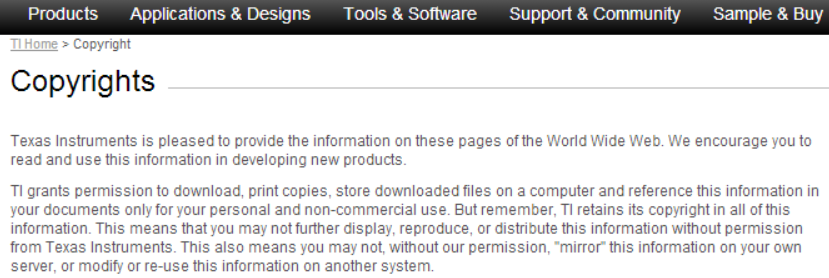 Products Applications & Designs Tools & Software Support & Community Sample & Buy
TI Home > Copyright
Copyrights
Texas Instruments is pleased to provide the information on these pages of the World Wide Web. We encourage you to
read and use this information in developing new products.
TI grants permission to download, print copies, store downloaded files on a computer and reference this information in
your documents only for your personal and non-commercial use. But remember, TI retains its copyright in all of this
information. This means that you may not further display, reproduce, or distribute this information without permission
from Texas Instruments. This also means you may not, without our permission, "mirror" this information on your own
server, or modify or re-use this information on another system.